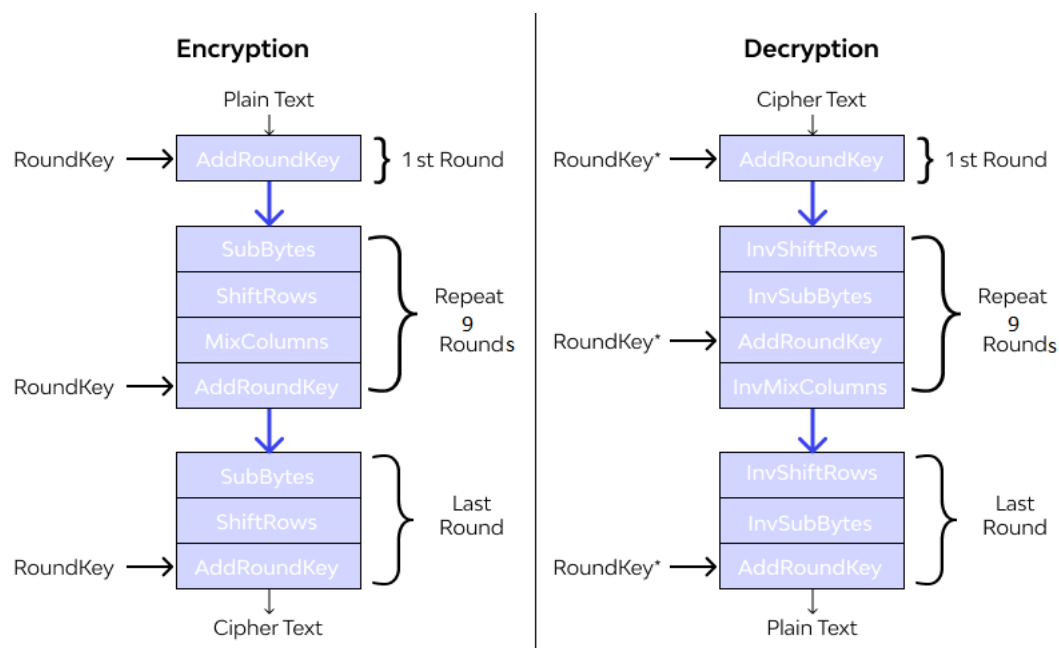 Encryption
Plain Text
RoundKey
AddRoundKey
1 st Round
SubBytes
ShiftRows
MixColumns
RoundKey
AddRoundKey
Repeat
9
Rounds
SubBytes
ShiftRows
RoundKey
AddRoundKey
Last
Round
Cipher Text
Decryption
Cipher Text
RoundKey*
AddRoundKey
1 st Round
InvShiftRows
InvSubBytes
RoundKey*
AddRoundKey
InvMixColumns
Repeat
9
Rounds
InvShiftRows
InvSubBytes
RoundKey*
AddRoundKey
Last
Round
Plain Text